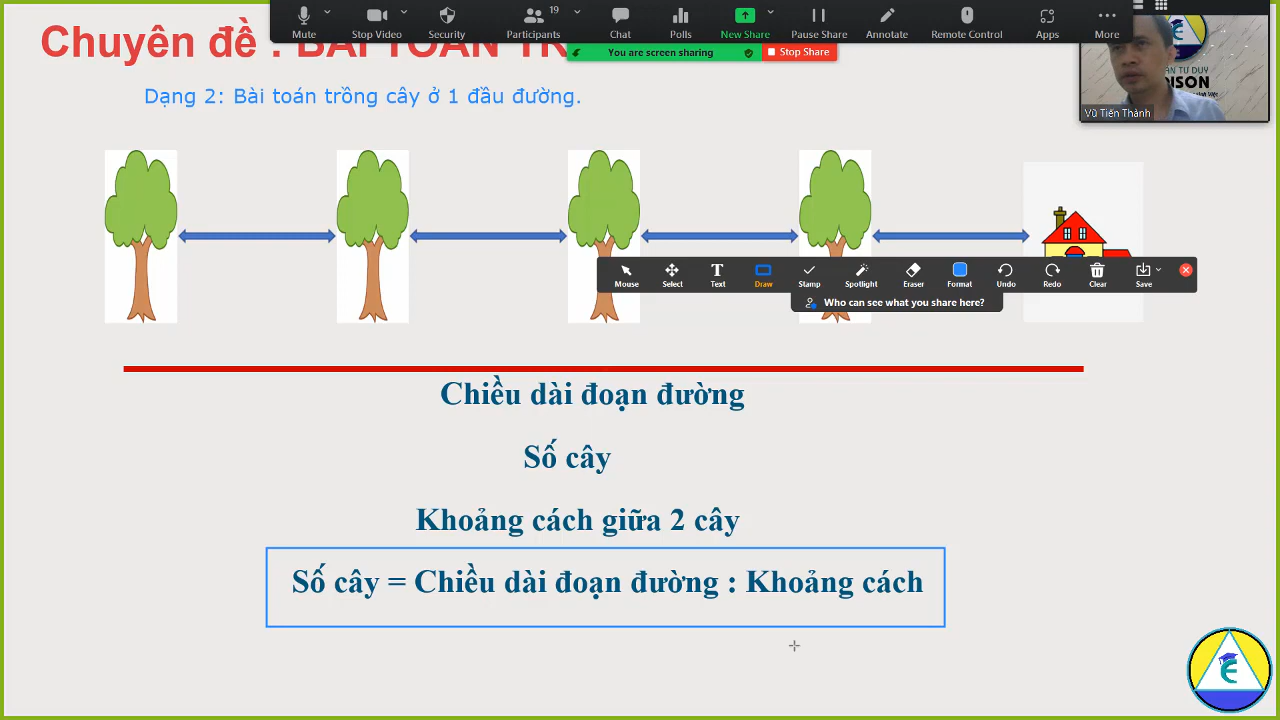 Mute
Stop Video
Security
19
Participants
Chat
Polls
New Share
Pause Share
Annotate
Remote Control
Apps
More
You are screen sharing
Stop Share
Chuyên đề : BÀI TOÁN TR
Dạng 2: Bài toán trồng cây ở 1 đầu đường.
N TƯ DUY
DISON
Vũ Tiến Thành
Mouse
Select
Text
Draw
Stamp
Spotlight
Eraser
Format
Undo
Redo
Clear
Save
Who can see what you share here?
Chiều dài đoạn đường
Số cây
Khoảng cách giữa 2 cây
Số cây = Chiều dài đoạn đường : Khoảng cách